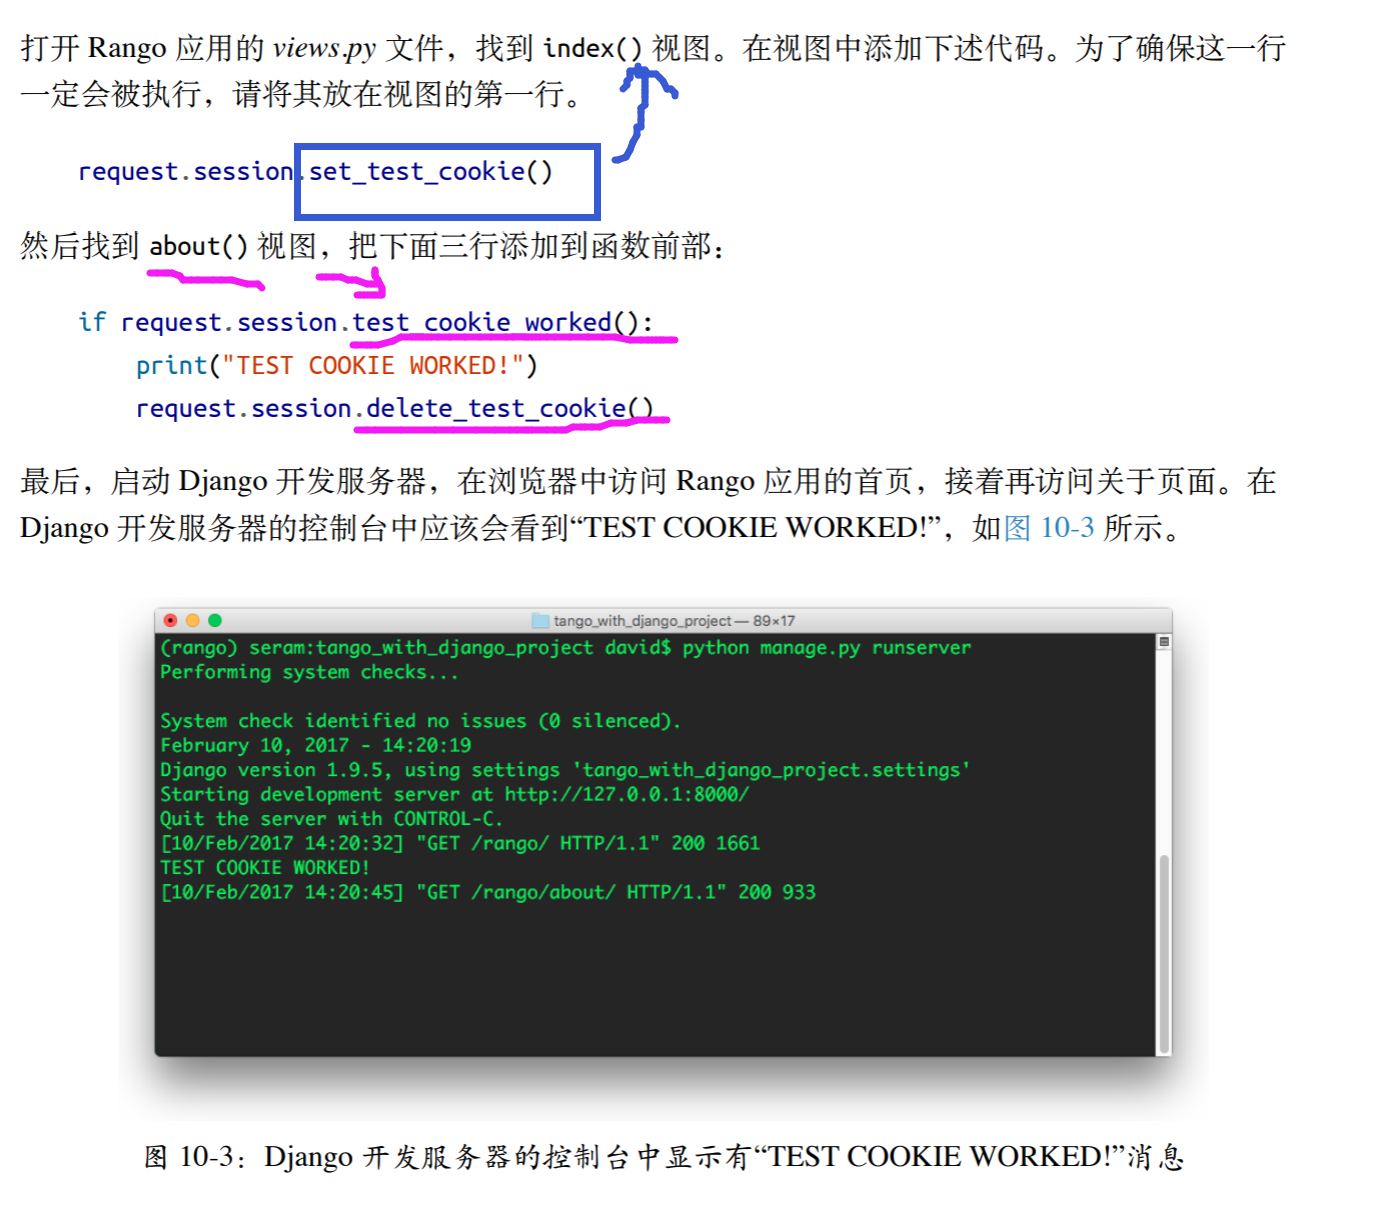 打开 Rango 应用的 views.py 文件，找到 index() 视图。在视图中添加下述代码。为了确保这一行
一定会被执行，请将其放在视图的第一行。
request.session.set_test_cookie()
然后找到 about() 视图，把下面三行添加到函数前部：
if request.session.test_cookie_worked():
    print("TEST COOKIE WORKED!")
    request.session.delete_test_cookie()
最后，启动 Django 开发服务器，在浏览器中访问 Rango 应用的首页，接着再访问关于页面。在
Django 开发服务器的控制台中应该会看到“TEST COOKIE WORKED!”，如图 10-3 所示。
tango_with_django_project — 89×17
(rango) seram:tango_with_django_project david$ python manage.py runserver
Performing system checks...
System check identified no issues (0 silenced).
February 10, 2017 - 14:20:19
Django version 1.9.5, using settings 'tango_with_django_project.settings'
Starting development server at http://127.0.0.1:8000/
Quit the server with CONTROL-C.
[10/Feb/2017 14:20:32] "GET /rango/ HTTP/1.1" 200 1661
TEST COOKIE WORKED!
[10/Feb/2017 14:20:45] "GET /rango/about/ HTTP/1.1" 200 933
图 10-3：Django 开发服务器的控制台中显示有“TEST COOKIE WORKED!”消息